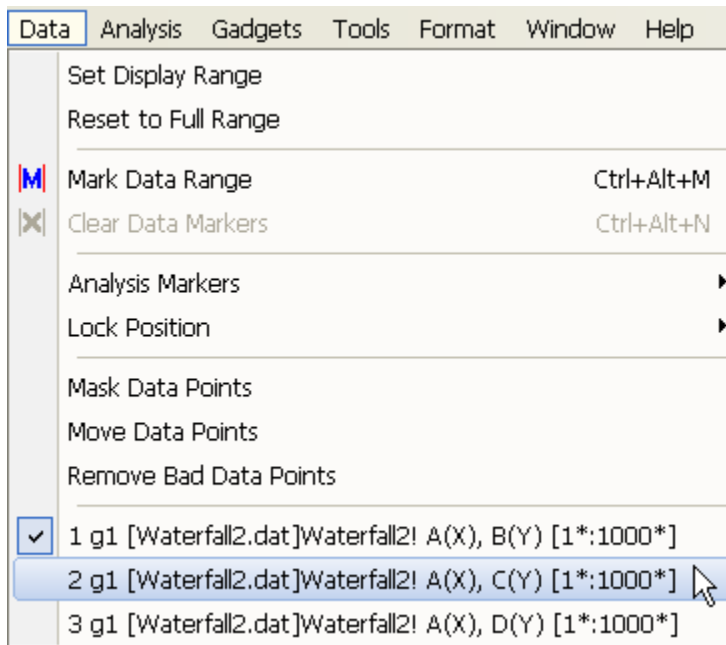 Data Analysis Gadgets Tools Format Window Help
Set Display Range
Reset to Full Range
M Mark Data Range Ctrl+Alt+M
Clear Data Markers Ctrl+Alt+N
Analysis Markers
Lock Position
Mask Data Points
Move Data Points
Remove Bad Data Points
1 g1 [Waterfall2.dat]Waterfall2! A(X), B(Y) [1*:1000*]
2 g1 [Waterfall2.dat]Waterfall2! A(X), C(Y) [1*:1000*]
3 g1 [Waterfall2.dat]Waterfall2! A(X), D(Y) [1*:1000*]